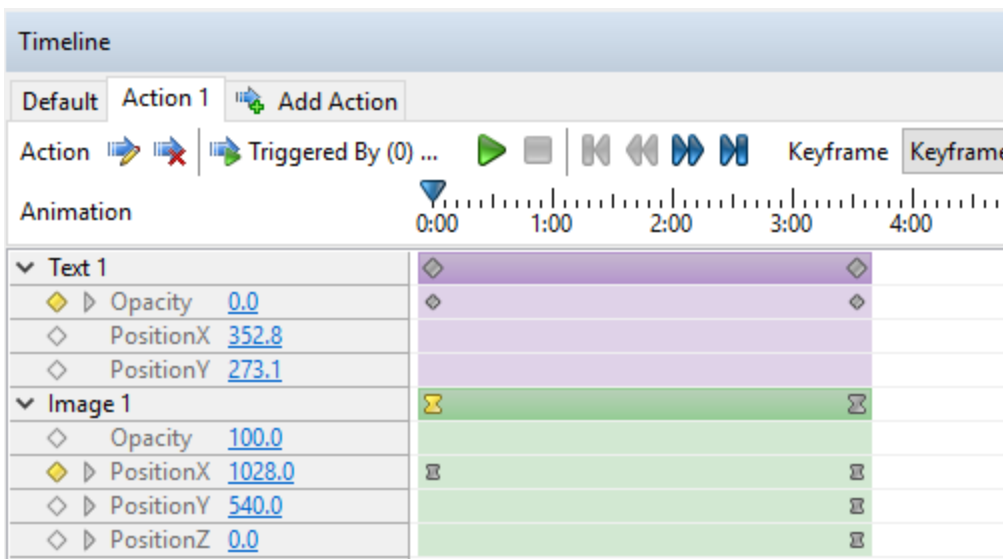 Timeline
Default Action 1 Add Action
Action Triggered By (0) ... Keyframe Keyframe
Animation 0:00 1:00 2:00 3:00 4:00
Text 1
Opacity 0.0
PositionX 352.8
PositionY 273.1
Image 1
Opacity 100.0
PositionX 1028.0
PositionY 540.0
PositionZ 0.0